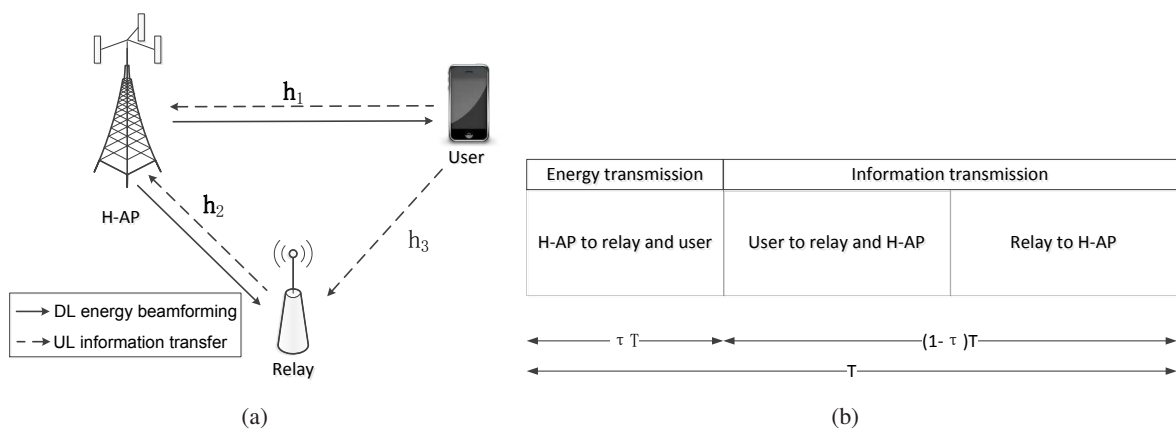 h₁
User
H-AP
h₂
h₃
DL energy beamforming
UL information transfer
Relay
(a)
Energy transmission
Information transmission
H-AP to relay and user
User to relay and H-AP
Relay to H-AP
τ T
(1- τ )T
T
(b)